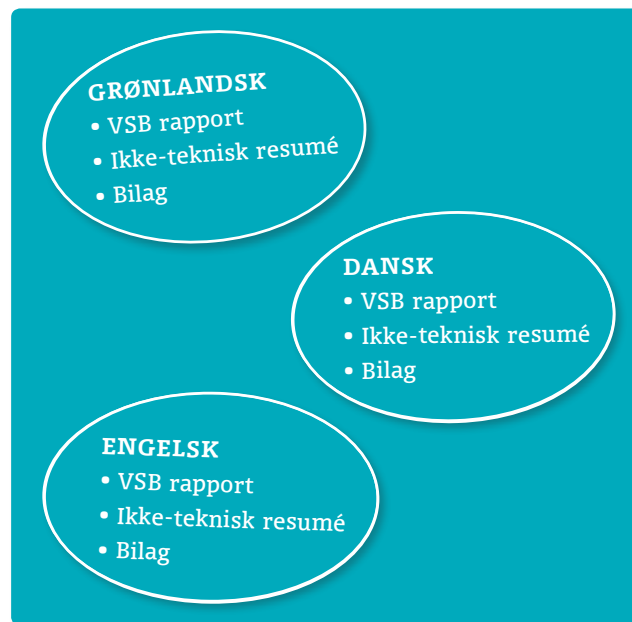 GRØNLANDSK
• VSB rapport
• Ikke-teknisk resumé
• Bilag
DANSK
• VSB rapport
• Ikke-teknisk resumé
• Bilag
ENGELSK
• VSB rapport
• Ikke-teknisk resumé
• Bilag